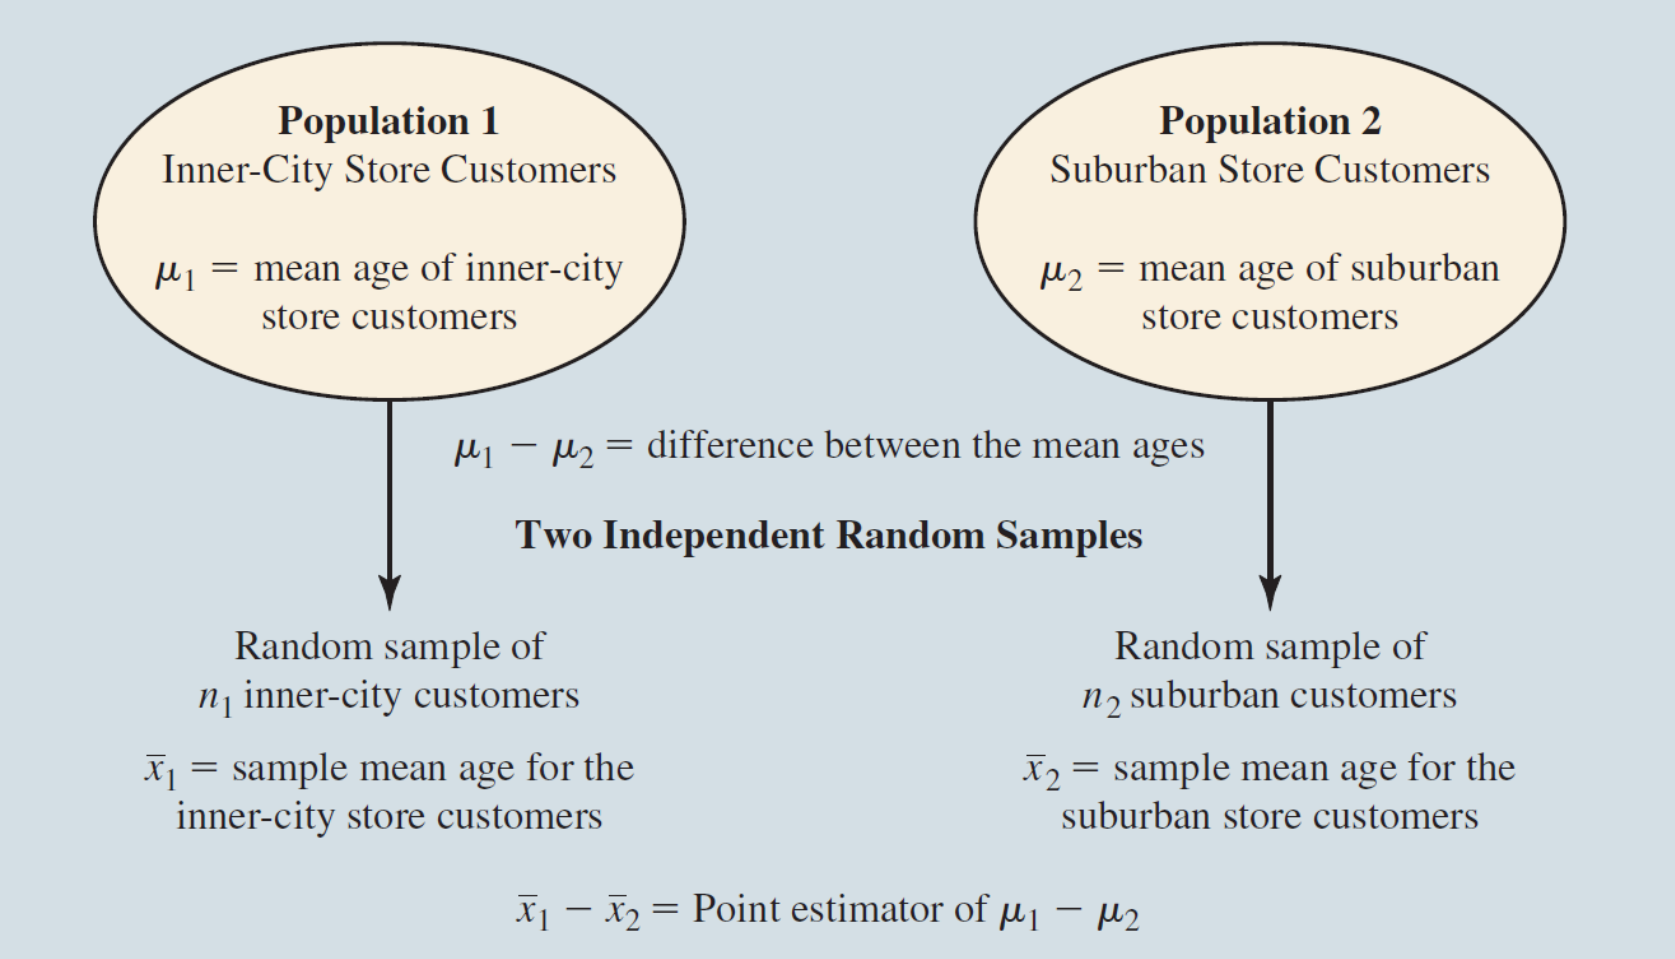 Population 1
Inner-City Store Customers
μ₁ = mean age of inner-city
store customers
Population 2
Suburban Store Customers
μ₂ = mean age of suburban
store customers
μ₁ − μ₂ = difference between the mean ages
Two Independent Random Samples
Random sample of
n₁ inner-city customers
x̄₁ = sample mean age for the
inner-city store customers
Random sample of
n₂ suburban customers
x̄₂ = sample mean age for the
suburban store customers
x̄₁ − x̄₂ = Point estimator of μ₁ − μ₂